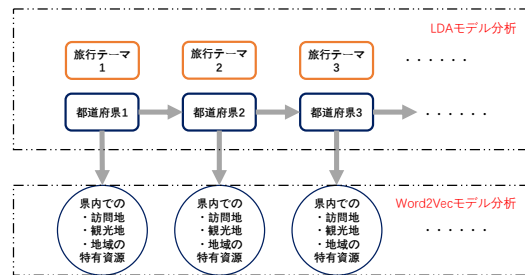 LDAモデル分析
旅行テーマ
1
旅行テーマ
2
旅行テーマ
3
・・・・・・
都道府県1
都道府県2
都道府県3
・・・・・・
Word2Vecモデル分析
県内での
・訪問地
・観光地
・地域の
特有資源
県内での
・訪問地
・観光地
・地域の
特有資源
県内での
・訪問地
・観光地
・地域の
特有資源
・・・・・・